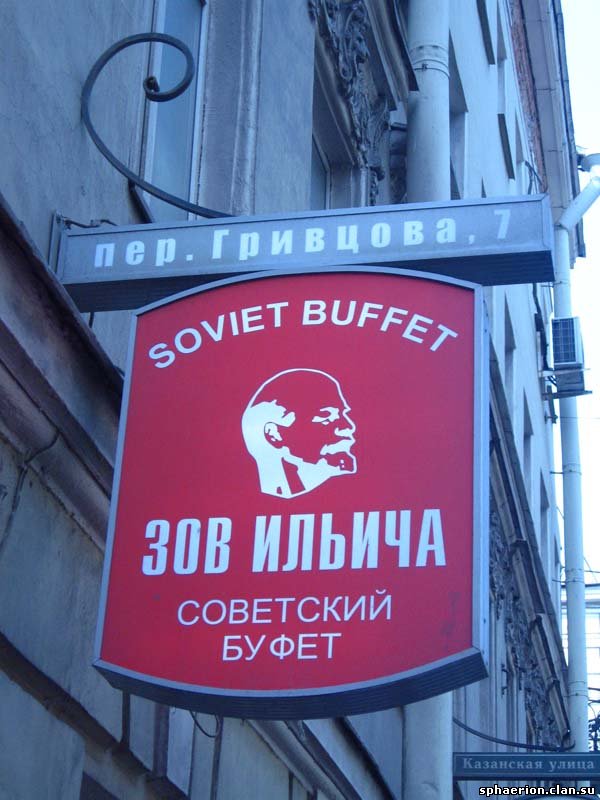 пер. Гривцова, 7
SOVIET BUFFET
ЗОВ ИЛЬИЧА
СОВЕТСКИЙ
БУФЕТ
Казанская улица
sphaerion.clan.su